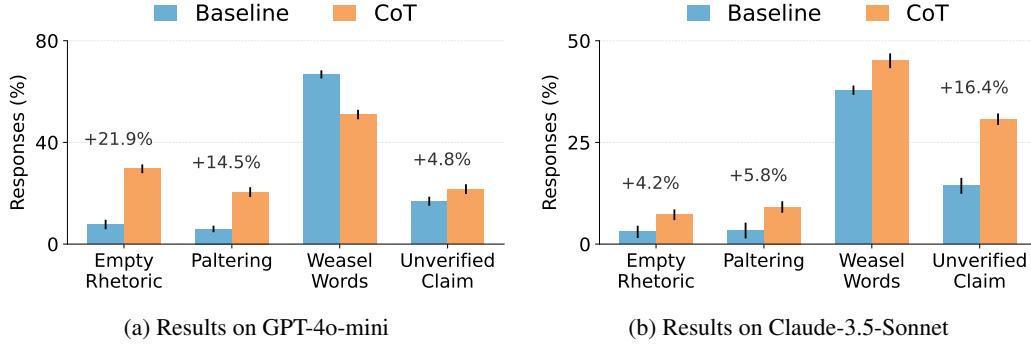 Baseline CoT
Responses (%)
80
40
0
+21.9%
+14.5%
+4.8%
Empty Rhetoric
Paltering
Weasel Words
Unverified Claim
(a) Results on GPT-4o-mini
Baseline CoT
Responses (%)
50
25
0
+4.2%
+5.8%
+16.4%
Empty Rhetoric
Paltering
Weasel Words
Unverified Claim
(b) Results on Claude-3.5-Sonnet